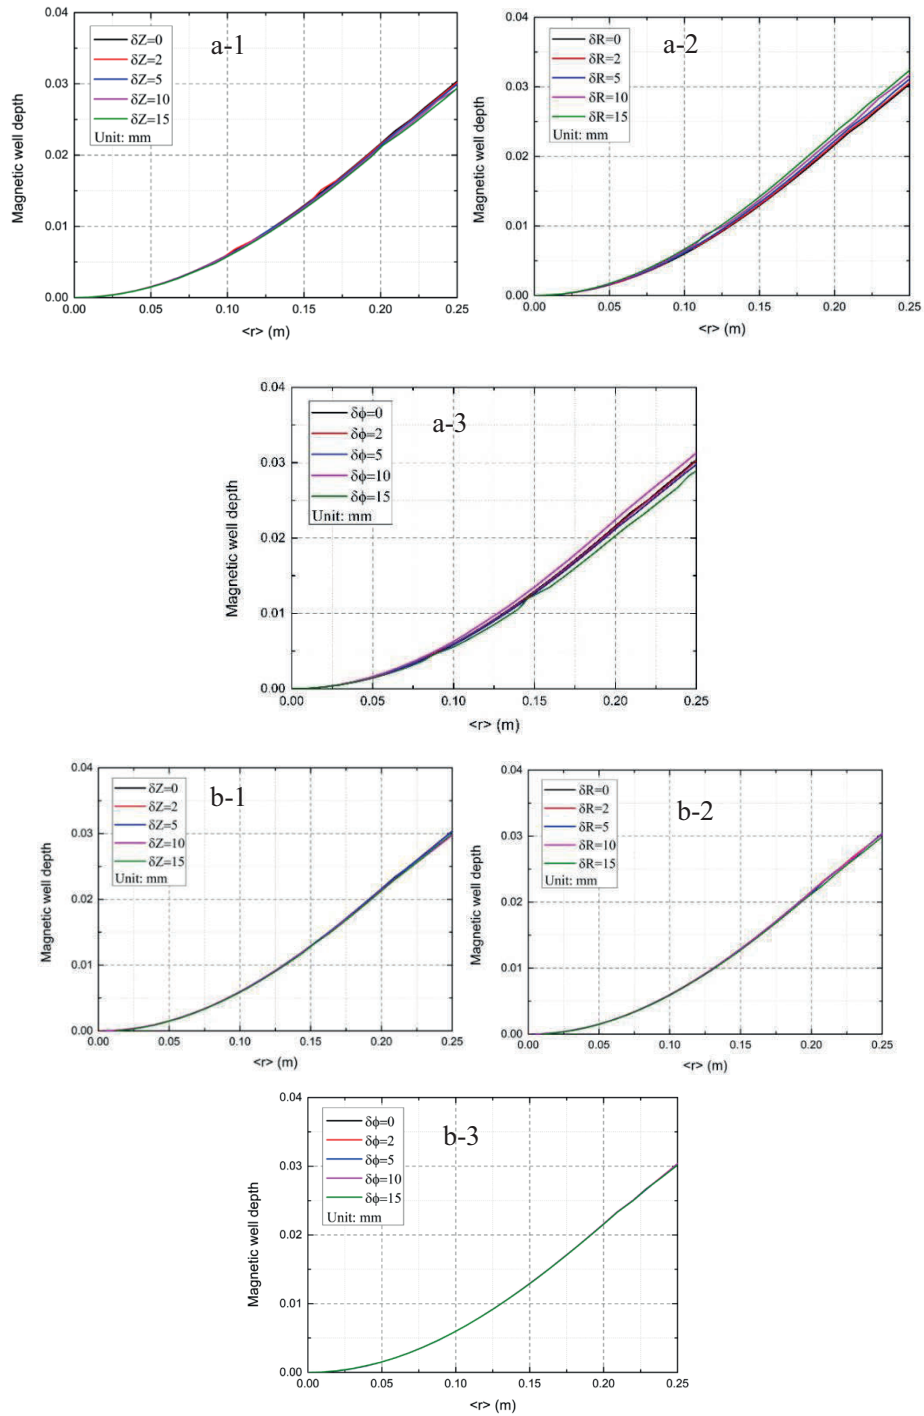 a-1
0.04
0.03
0.02
0.01
0.00
Magnetic well depth
δZ=0
δZ=2
δZ=5
δZ=10
δZ=15
Unit: mm
0.00 0.05 0.10 0.15 0.20 0.25
<r> (m)
a-2
0.04
0.03
0.02
0.01
0.00
Magnetic well depth
δR=0
δR=2
δR=5
δR=10
δR=15
Unit: mm
0.00 0.05 0.10 0.15 0.20 0.25
<r> (m)
a-3
0.04
0.03
0.02
0.01
0.00
Magnetic well depth
δϕ=0
δϕ=2
δϕ=5
δϕ=10
δϕ=15
Unit: mm
0.00 0.05 0.10 0.15 0.20 0.25
<r> (m)
b-1
0.04
0.03
0.02
0.01
0.00
Magnetic well depth
δZ=0
δZ=2
δZ=5
δZ=10
δZ=15
Unit: mm
0.00 0.05 0.10 0.15 0.20 0.25
<r> (m)
b-2
0.04
0.03
0.02
0.01
0.00
Magnetic well depth
δR=0
δR=2
δR=5
δR=10
δR=15
Unit: mm
0.00 0.05 0.10 0.15 0.20 0.25
<r> (m)
b-3
0.04
0.03
0.02
0.01
0.00
Magnetic well depth
δϕ=0
δϕ=2
δϕ=5
δϕ=10
δϕ=15
Unit: mm
0.00 0.05 0.10 0.15 0.20 0.25
<r> (m)